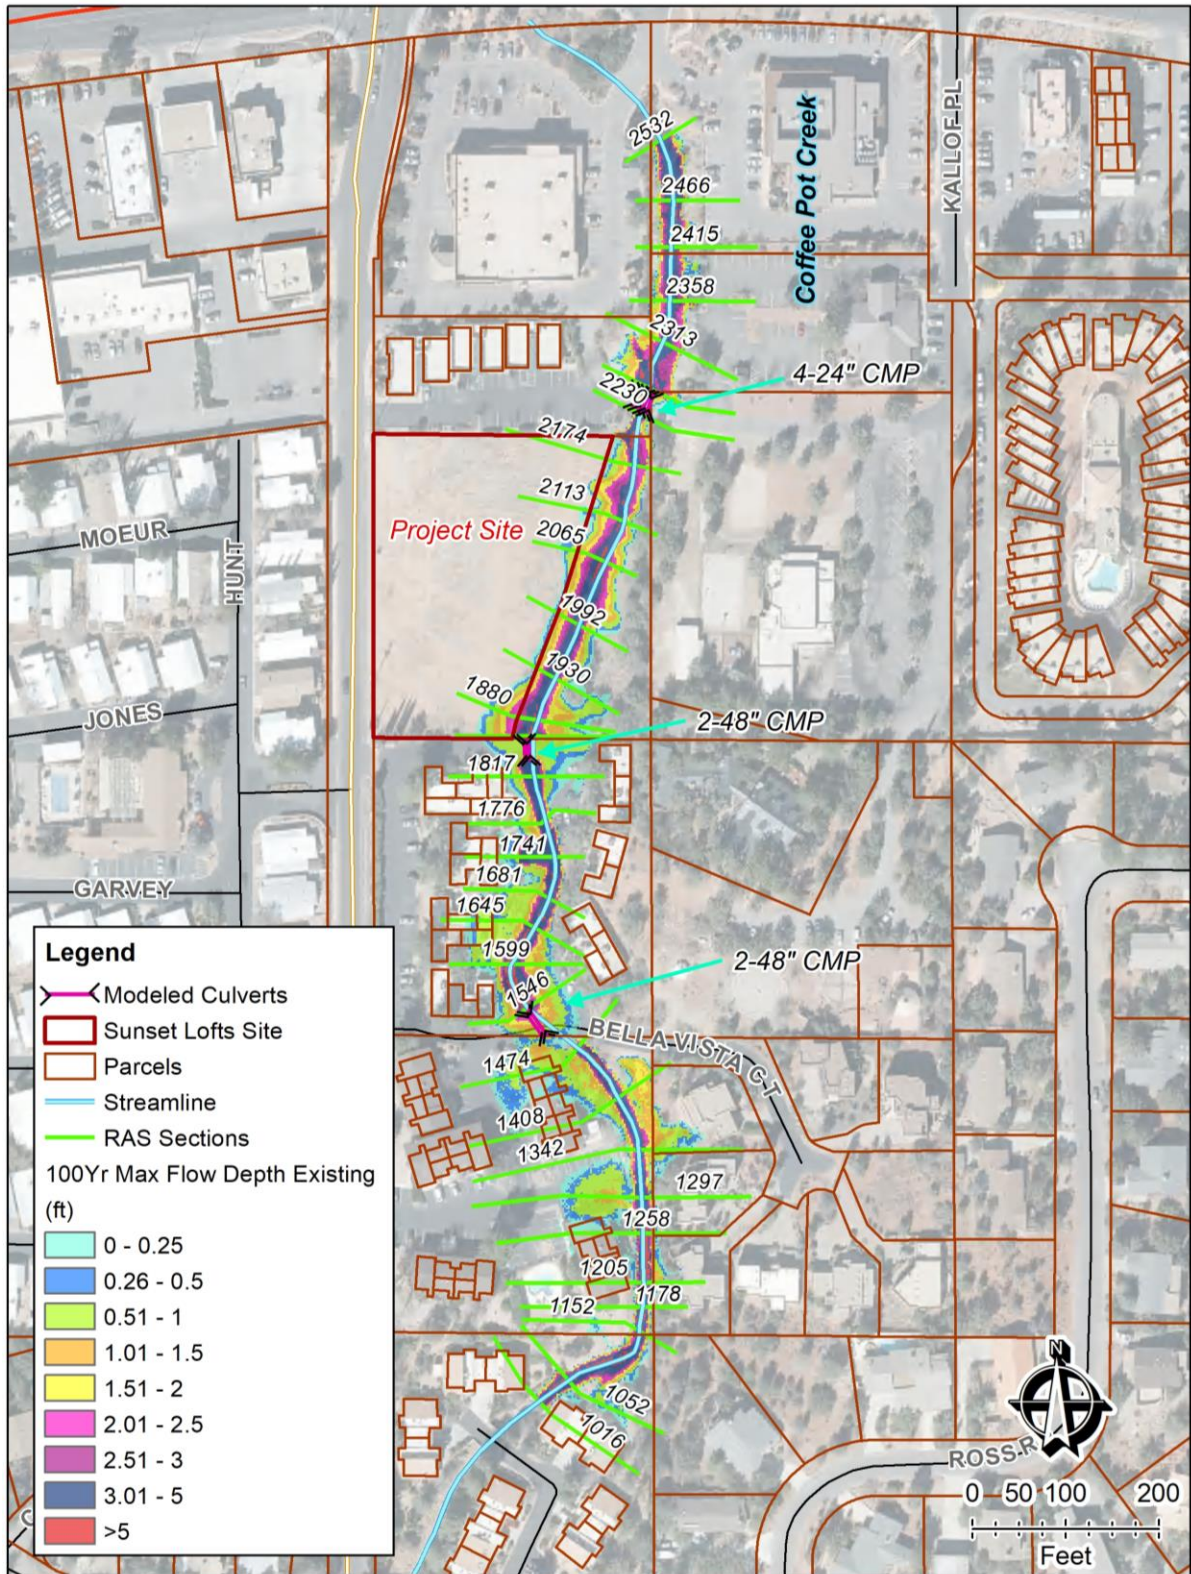 2532
KALLOF PL
Coffee Pot Creek
2466
2415
2358
2313
4-24" CMP
2230
2174
2113
Project Site
2065
MOEUR
HUNT
1992
1930
1880
JONES
2-48" CMP
1817
1776
1741
1681
GARVEY
1645
1599
2-48" CMP
1546
BELLA VISTA CT
1474
1408
1342
1297
1258
1205
1178
1152
1052
1016
Legend
Modeled Culverts
Sunset Lofts Site
Parcels
Streamline
RAS Sections
100Yr Max Flow Depth Existing
(ft)
0 - 0.25
0.26 - 0.5
0.51 - 1
1.01 - 1.5
1.51 - 2
2.01 - 2.5
2.51 - 3
3.01 - 5
>5
N
ROSS R
0 50 100 200
Feet